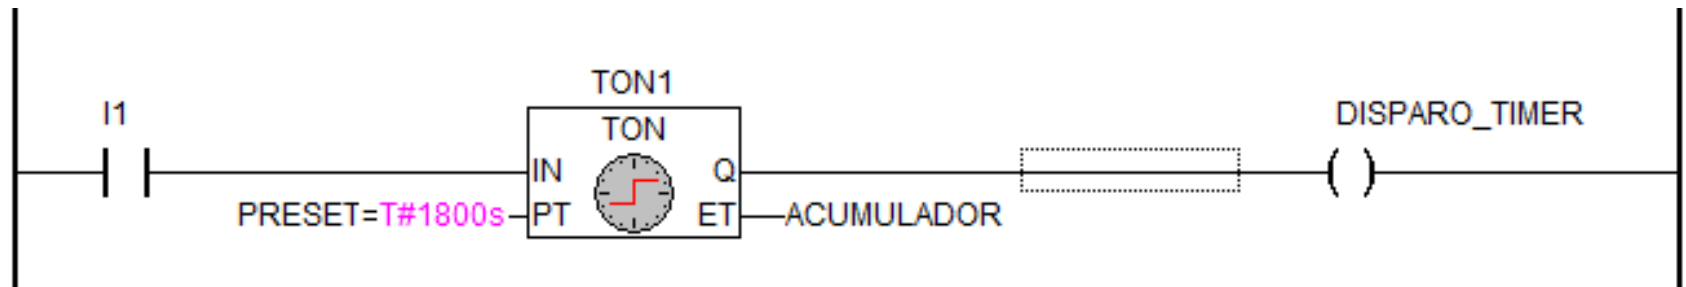 TON1
I1
TON
DISPARO_TIMER
IN
Q
PRESET=T#1800s
PT
ET
ACUMULADOR